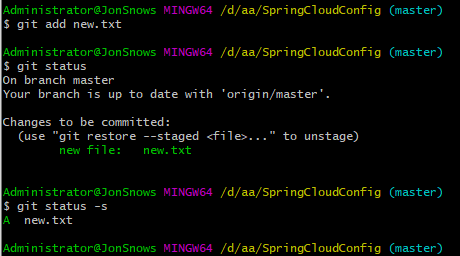 Administrator@JonSnows MINGW64 /d/aa/SpringCloudConfig (master)
$ git add new.txt
Administrator@JonSnows MINGW64 /d/aa/SpringCloudConfig (master)
$ git status
On branch master
Your branch is up to date with 'origin/master'.
Changes to be committed:
  (use "git restore --staged <file>..." to unstage)
        new file:   new.txt
Administrator@JonSnows MINGW64 /d/aa/SpringCloudConfig (master)
$ git status -s
A  new.txt
Administrator@JonSnows MINGW64 /d/aa/SpringCloudConfig (master)